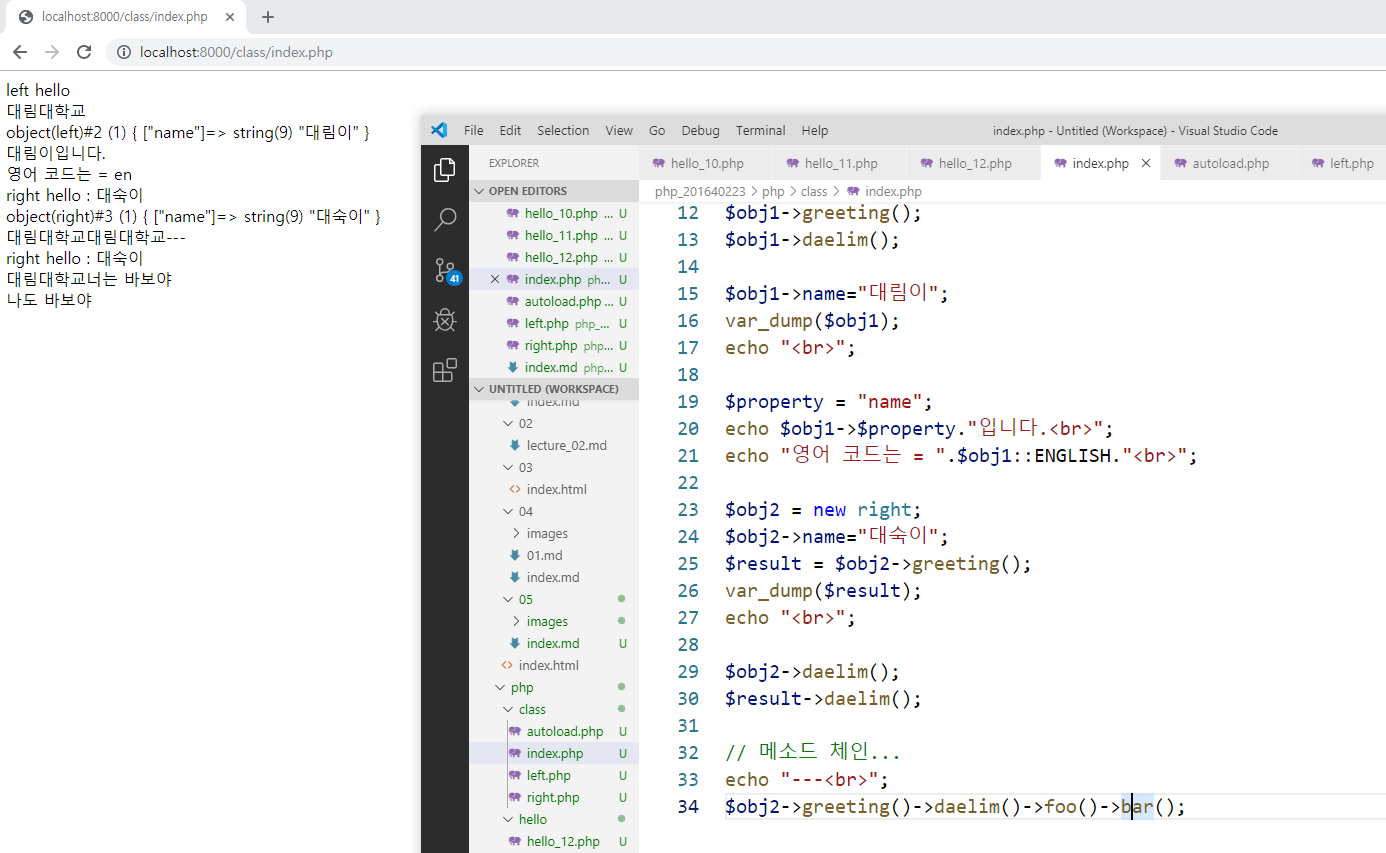 localhost:8000/class/index.php
localhost:8000/class/index.php
left hello
대림대학교
object(left)#2 (1) { ["name"]=> string(9) "대림이" }
대림이입니다.
영어 코드는 = en
right hello : 대숙이
object(right)#3 (1) { ["name"]=> string(9) "대숙이" }
대림대학교대림대학교---
right hello : 대숙이
대림대학교너는 바보야
나도 바보야
File Edit Selection View Go Debug Terminal Help
index.php - Untitled (Workspace) - Visual Studio Code
EXPLORER
OPEN EDITORS
hello_10.php ... U
hello_11.php ... U
hello_12.php ... U
index.php ph... U
autoload.php ... U
left.php php_... U
right.php php... U
index.md php... U
UNTITLED (WORKSPACE)
index.md
02
lecture_02.md
03
index.html
04
images
01.md
index.md
05
images
index.md U
index.html
php
class
autoload.php U
index.php U
left.php U
right.php U
hello
hello_12.php U
41
hello_10.php hello_11.php hello_12.php index.php autoload.php left.php
php_201640223 > php > class > index.php
12 $obj1->greeting();
13 $obj1->daelim();
14
15 $obj1->name="대림이";
16 var_dump($obj1);
17 echo "<br>";
18
19 $property = "name";
20 echo $obj1->$property."입니다.<br>";
21 echo "영어 코드는 = ".$obj1::ENGLISH."<br>";
22
23 $obj2 = new right;
24 $obj2->name="대숙이";
25 $result = $obj2->greeting();
26 var_dump($result);
27 echo "<br>";
28
29 $obj2->daelim();
30 $result->daelim();
31
32 // 메소드 체인...
33 echo "---<br>";
34 $obj2->greeting()->daelim()->foo()->bar();